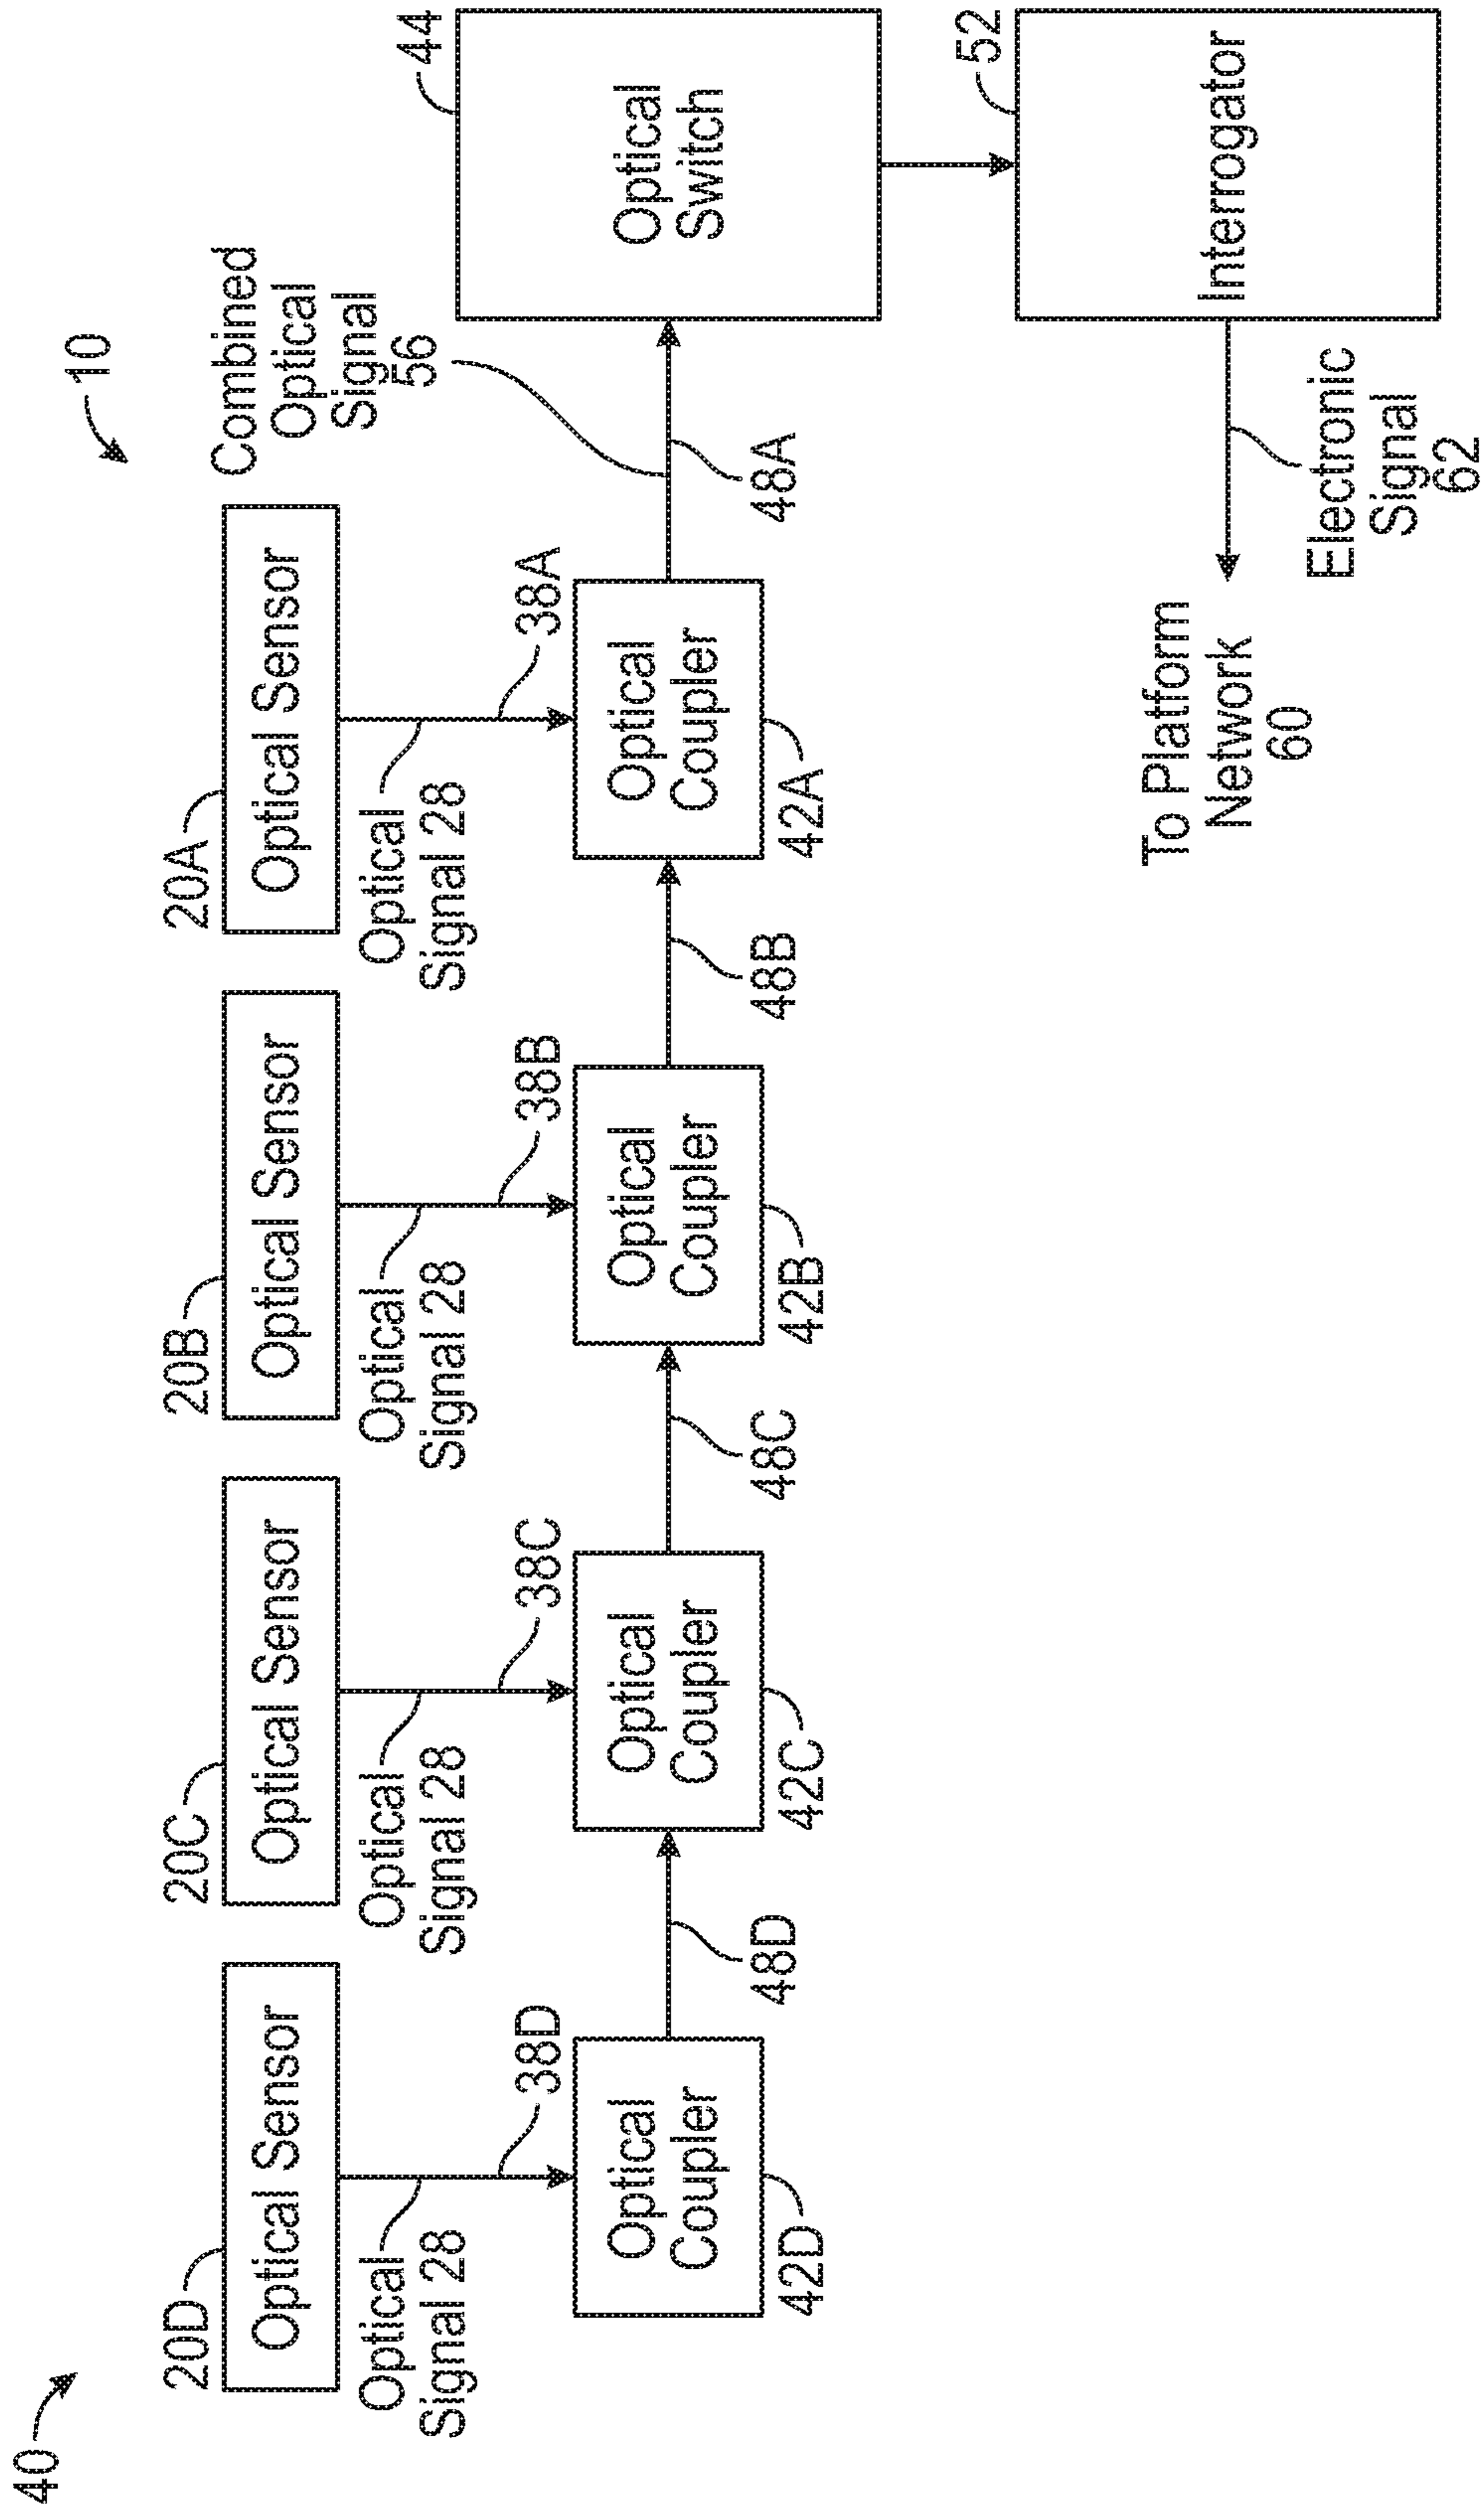 40
10
20D
20C
20B
20A
Combined
Optical
Signal
56
44
Optical Sensor
Optical Sensor
Optical Sensor
Optical Sensor
Optical
Signal 28
38D
Optical
Signal 28
38C
Optical
Signal 28
38B
Optical
Signal 28
38A
Optical
Coupler
Optical
Coupler
Optical
Coupler
Optical
Coupler
Optical
Switch
42D
48D
42C
48C
42B
48B
42A
48A
52
To Platform
Network
60
Interrogator
Electronic
Signal
62